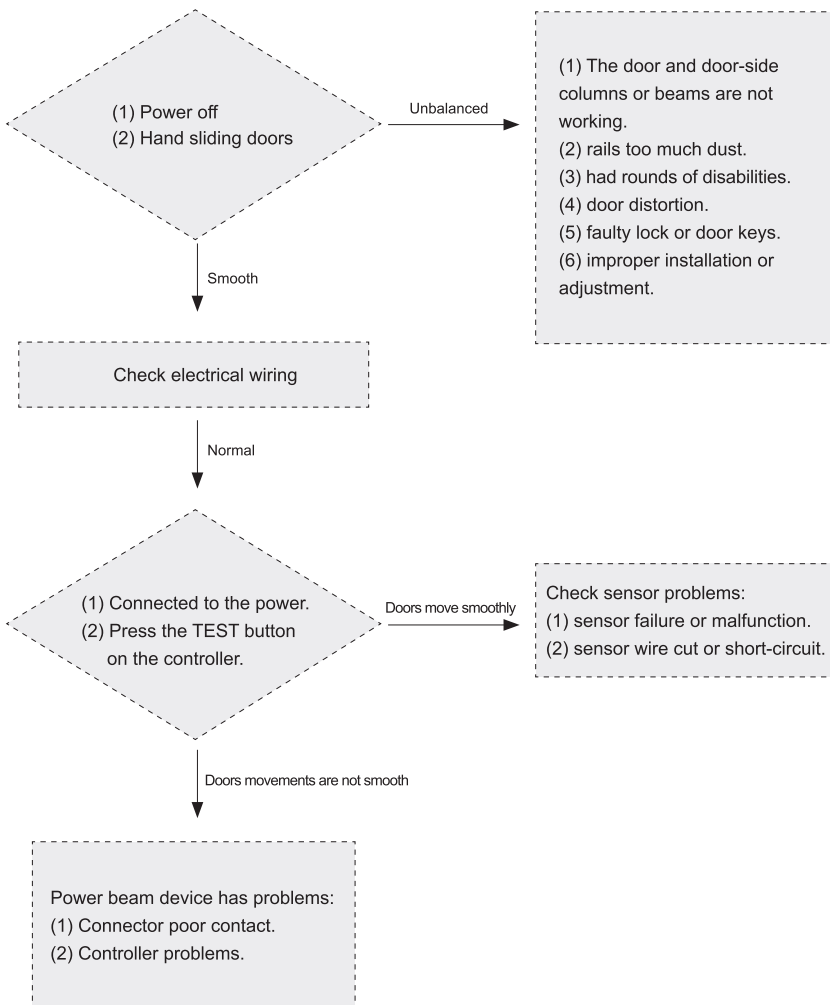 (1) Power off
(2) Hand sliding doors
Unbalanced
(1) The door and door-side
columns or beams are not
working.
(2) rails too much dust.
(3) had rounds of disabilities.
(4) door distortion.
(5) faulty lock or door keys.
(6) improper installation or
adjustment.
Smooth
Check electrical wiring
Normal
(1) Connected to the power.
(2) Press the TEST button
on the controller.
Doors move smoothly
Check sensor problems:
(1) sensor failure or malfunction.
(2) sensor wire cut or short-circuit.
Doors movements are not smooth
Power beam device has problems:
(1) Connector poor contact.
(2) Controller problems.